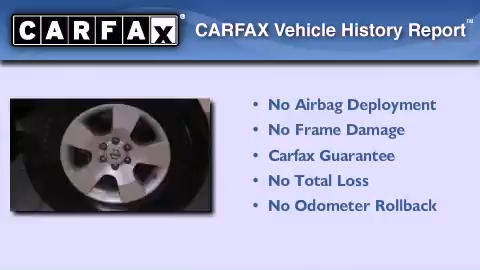 CARFAX® CARFAX Vehicle History Report™
• No Airbag Deployment
• No Frame Damage
• Carfax Guarantee
• No Total Loss
• No Odometer Rollback